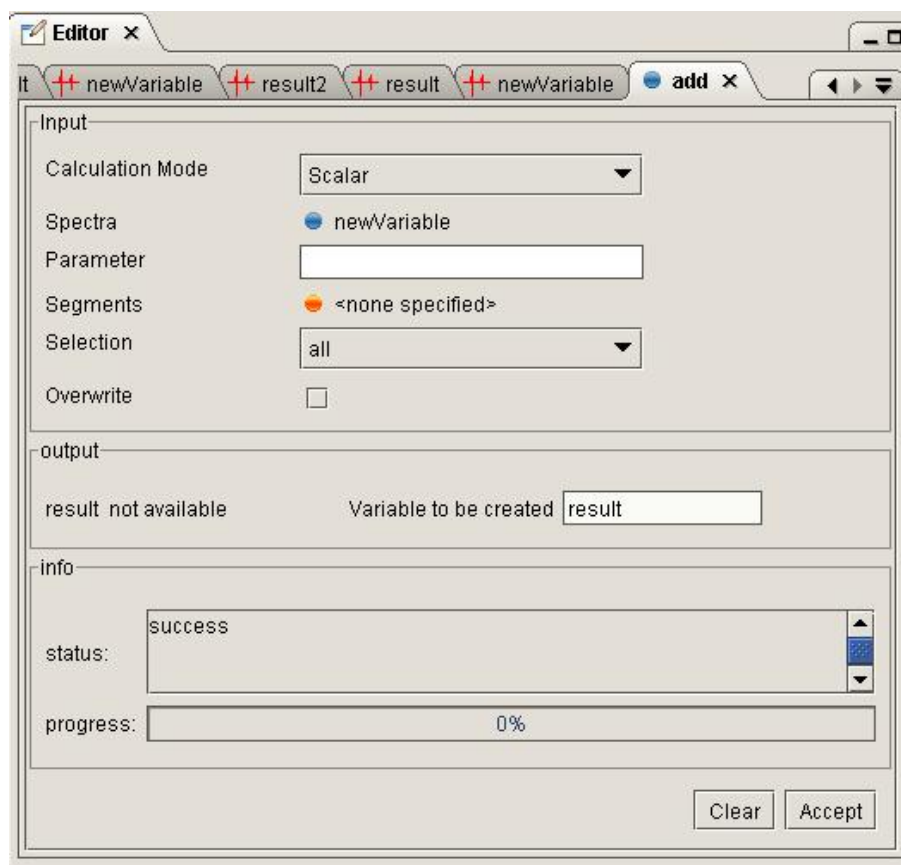 Editor
lt newVariable result2 result newVariable add
Input
Calculation Mode Scalar
Spectra newVariable
Parameter
Segments <none specified>
Selection all
Overwrite
output
result not available Variable to be created result
info
success
status:
progress: 0%
Clear Accept